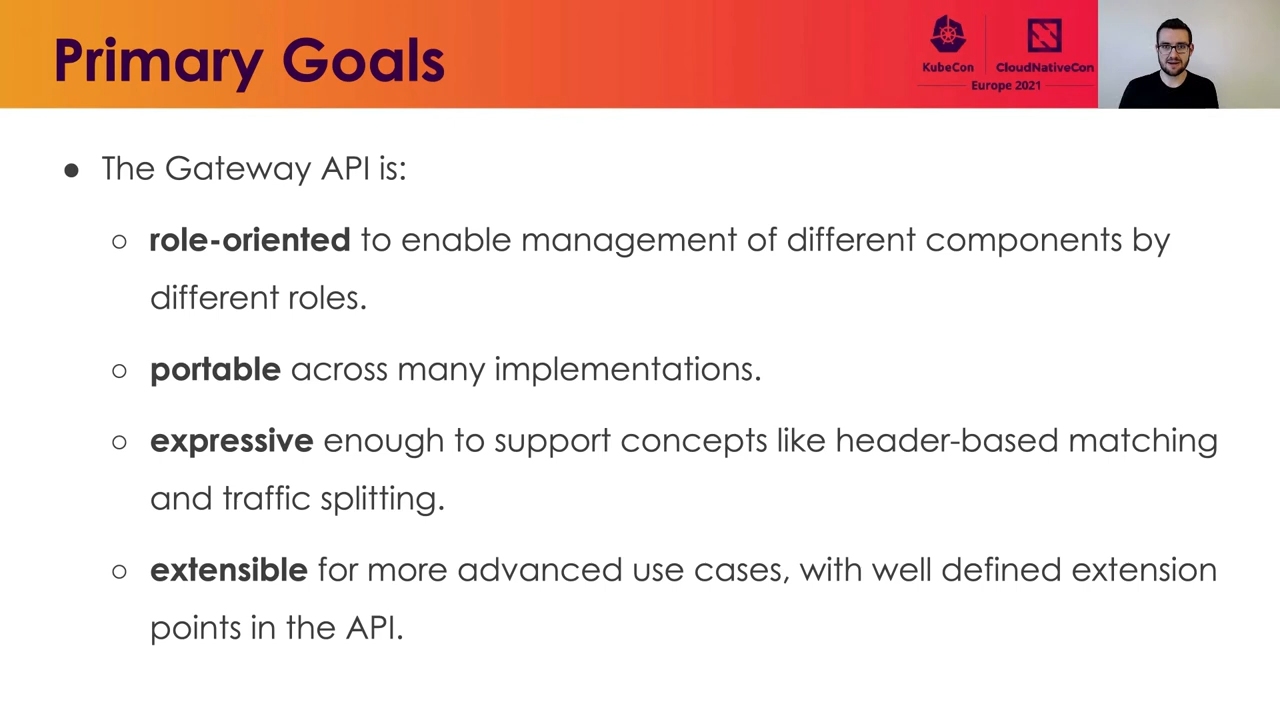 Primary Goals
KubeCon
CloudNativeCon
Europe 2021
● The Gateway API is:
○ role-oriented to enable management of different components by
different roles.
○ portable across many implementations.
○ expressive enough to support concepts like header-based matching
and traffic splitting.
○ extensible for more advanced use cases, with well defined extension
points in the API.